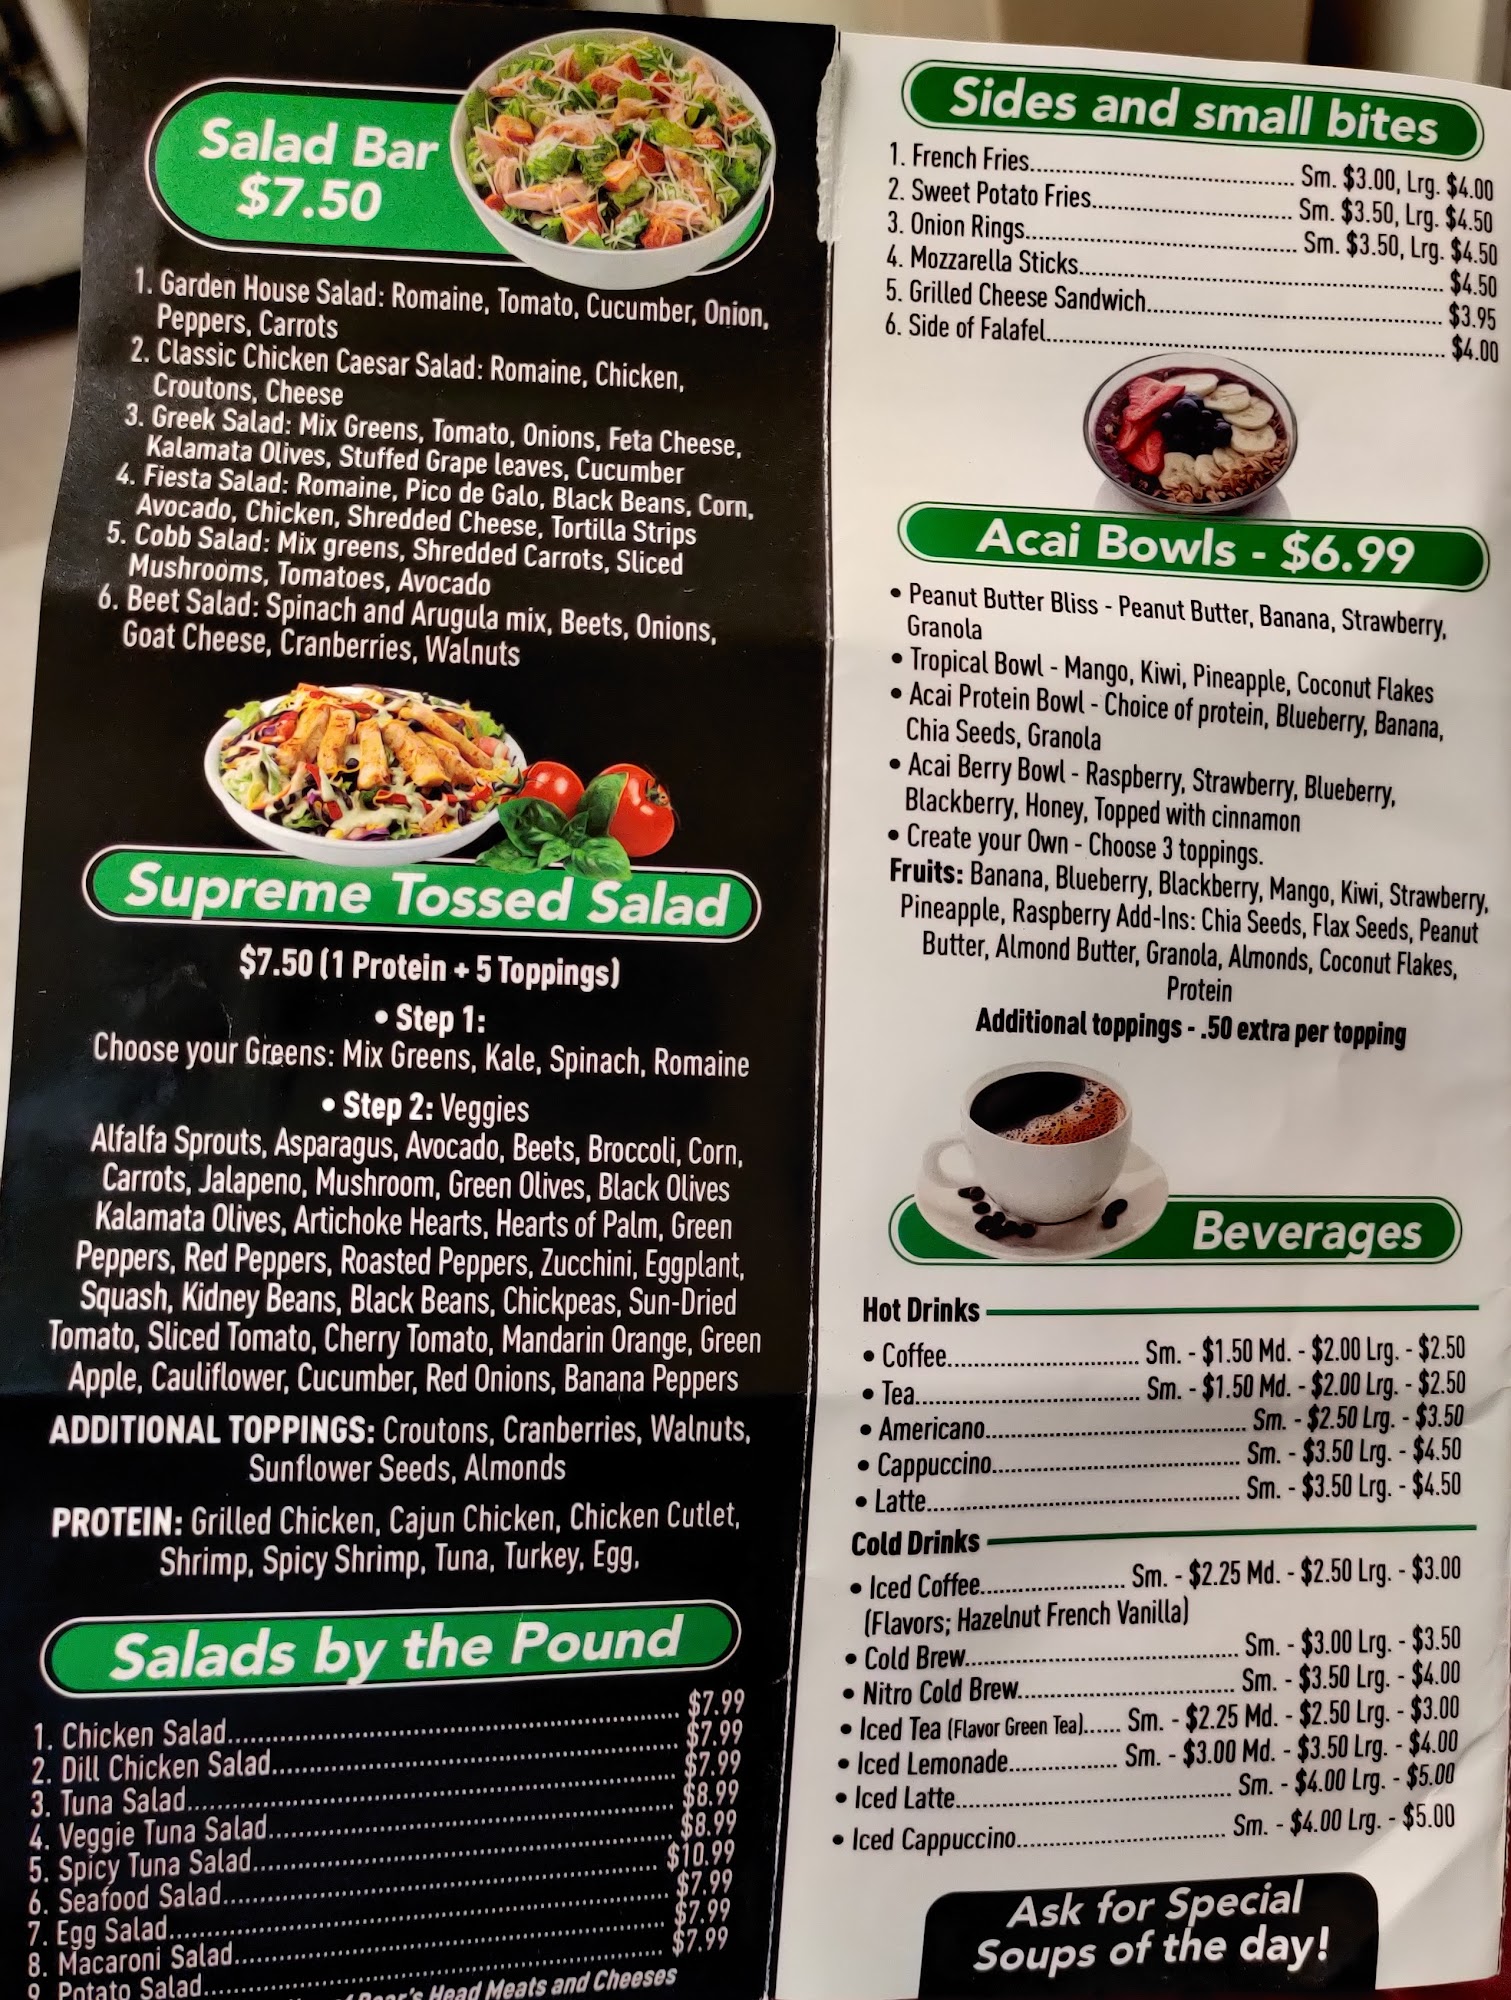 Salad Bar
$7.50
1. Garden House Salad: Romaine, Tomato, Cucumber, Onion,
Peppers, Carrots
2. Classic Chicken Caesar Salad: Romaine, Chicken,
Croutons, Cheese
3. Greek Salad: Mix Greens, Tomato, Onions, Feta Cheese,
Kalamata Olives, Stuffed Grape leaves, Cucumber
4. Fiesta Salad: Romaine, Pico de Galo, Black Beans, Corn,
Avocado, Chicken, Shredded Cheese, Tortilla Strips
5. Cobb Salad: Mix greens, Shredded Carrots, Sliced
Mushrooms, Tomatoes, Avocado
6. Beet Salad: Spinach and Arugula mix, Beets, Onions,
Goat Cheese, Cranberries, Walnuts
Supreme Tossed Salad
$7.50 (1 Protein + 5 Toppings)
• Step 1:
Choose your Greens: Mix Greens, Kale, Spinach, Romaine
• Step 2: Veggies
Alfalfa Sprouts, Asparagus, Avocado, Beets, Broccoli, Corn,
Carrots, Jalapeno, Mushroom, Green Olives, Black Olives
Kalamata Olives, Artichoke Hearts, Hearts of Palm, Green
Peppers, Red Peppers, Roasted Peppers, Zucchini, Eggplant,
Squash, Kidney Beans, Black Beans, Chickpeas, Sun-Dried
Tomato, Sliced Tomato, Cherry Tomato, Mandarin Orange, Green
Apple, Cauliflower, Cucumber, Red Onions, Banana Peppers
ADDITIONAL TOPPINGS: Croutons, Cranberries, Walnuts,
Sunflower Seeds, Almonds
PROTEIN: Grilled Chicken, Cajun Chicken, Chicken Cutlet,
Shrimp, Spicy Shrimp, Tuna, Turkey, Egg,
Salads by the Pound
1. Chicken Salad.......... $7.99
2. Dill Chicken Salad.......... $7.99
3. Tuna Salad.......... $7.99
4. Veggie Tuna Salad.......... $8.99
5. Spicy Tuna Salad.......... $8.99
6. Seafood Salad.......... $10.99
7. Egg Salad.......... $7.99
8. Macaroni Salad.......... $7.99
9. Potato Salad.......... $7.99
Head Meats and Cheeses
Sides and small bites
1. French Fries.......... Sm. $3.00, Lrg. $4.00
2. Sweet Potato Fries.......... Sm. $3.50, Lrg. $4.50
3. Onion Rings.......... Sm. $3.50, Lrg. $4.50
4. Mozzarella Sticks.......... $4.50
5. Grilled Cheese Sandwich.......... $3.95
6. Side of Falafel.......... $4.00
Acai Bowls - $6.99
• Peanut Butter Bliss - Peanut Butter, Banana, Strawberry,
Granola
• Tropical Bowl - Mango, Kiwi, Pineapple, Coconut Flakes
• Acai Protein Bowl - Choice of protein, Blueberry, Banana,
Chia Seeds, Granola
• Acai Berry Bowl - Raspberry, Strawberry, Blueberry,
Blackberry, Honey, Topped with cinnamon
• Create your Own - Choose 3 toppings.
Fruits: Banana, Blueberry, Blackberry, Mango, Kiwi, Strawberry,
Pineapple, Raspberry Add-Ins: Chia Seeds, Flax Seeds, Peanut
Butter, Almond Butter, Granola, Almonds, Coconut Flakes,
Protein
Additional toppings - .50 extra per topping
Beverages
Hot Drinks
• Coffee.......... Sm. - $1.50 Md. - $2.00 Lrg. - $2.50
• Tea.......... Sm. - $1.50 Md. - $2.00 Lrg. - $2.50
• Americano.......... Sm. - $2.50 Lrg. - $3.50
• Cappuccino.......... Sm. - $3.50 Lrg. - $4.50
• Latte.......... Sm. - $3.50 Lrg. - $4.50
Cold Drinks
• Iced Coffee.......... Sm. - $2.25 Md. - $2.50 Lrg. - $3.00
(Flavors; Hazelnut French Vanilla)
• Cold Brew.......... Sm. - $3.00 Lrg. - $3.50
• Nitro Cold Brew.......... Sm. - $3.50 Lrg. - $4.00
• Iced Tea (Flavor Green Tea)...... Sm. - $2.25 Md. - $2.50 Lrg. - $3.00
• Iced Lemonade.......... Sm. - $3.00 Md. - $3.50 Lrg. - $4.00
• Iced Latte.......... Sm. - $4.00 Lrg. - $5.00
• Iced Cappuccino.......... Sm. - $4.00 Lrg. - $5.00
Ask for Special
Soups of the day!